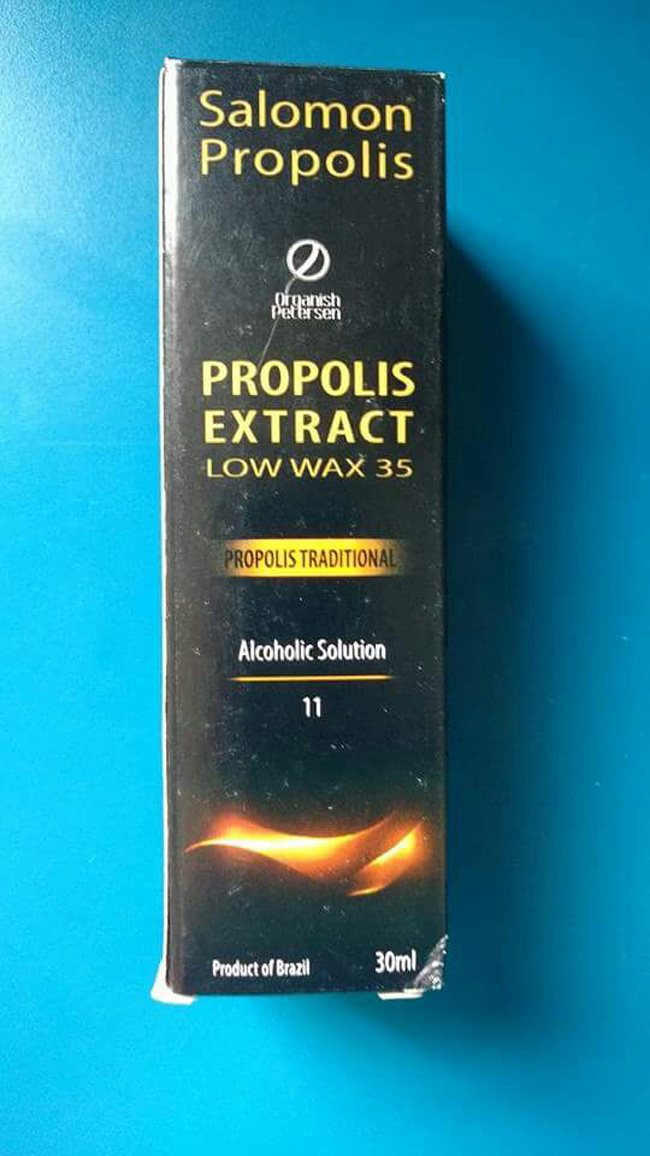 Salomon
Propolis
Organish
Petersen
PROPOLIS
EXTRACT
LOW WAX 35
PROPOLIS TRADITIONAL
Alcoholic Solution
11
Product of Brazil
30ml